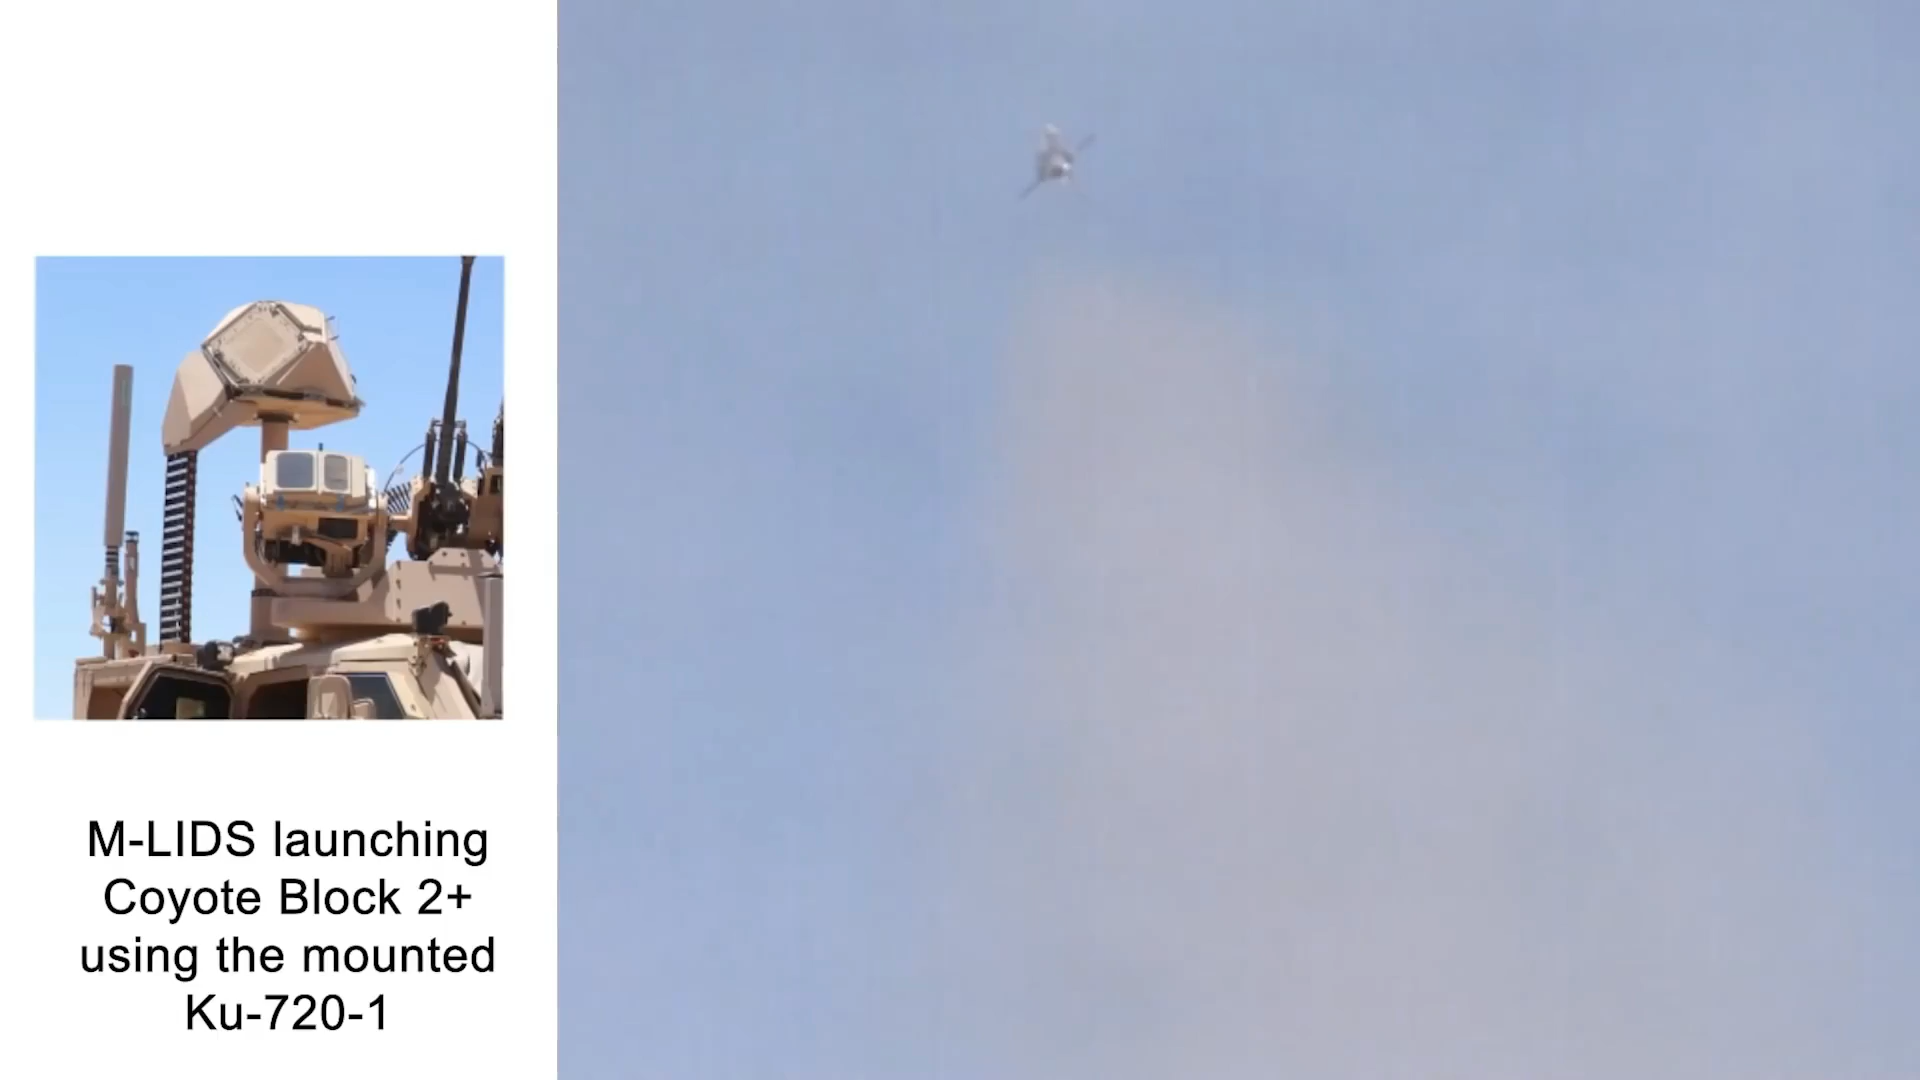 M-LIDS launching
Coyote Block 2+
using the mounted
Ku-720-1